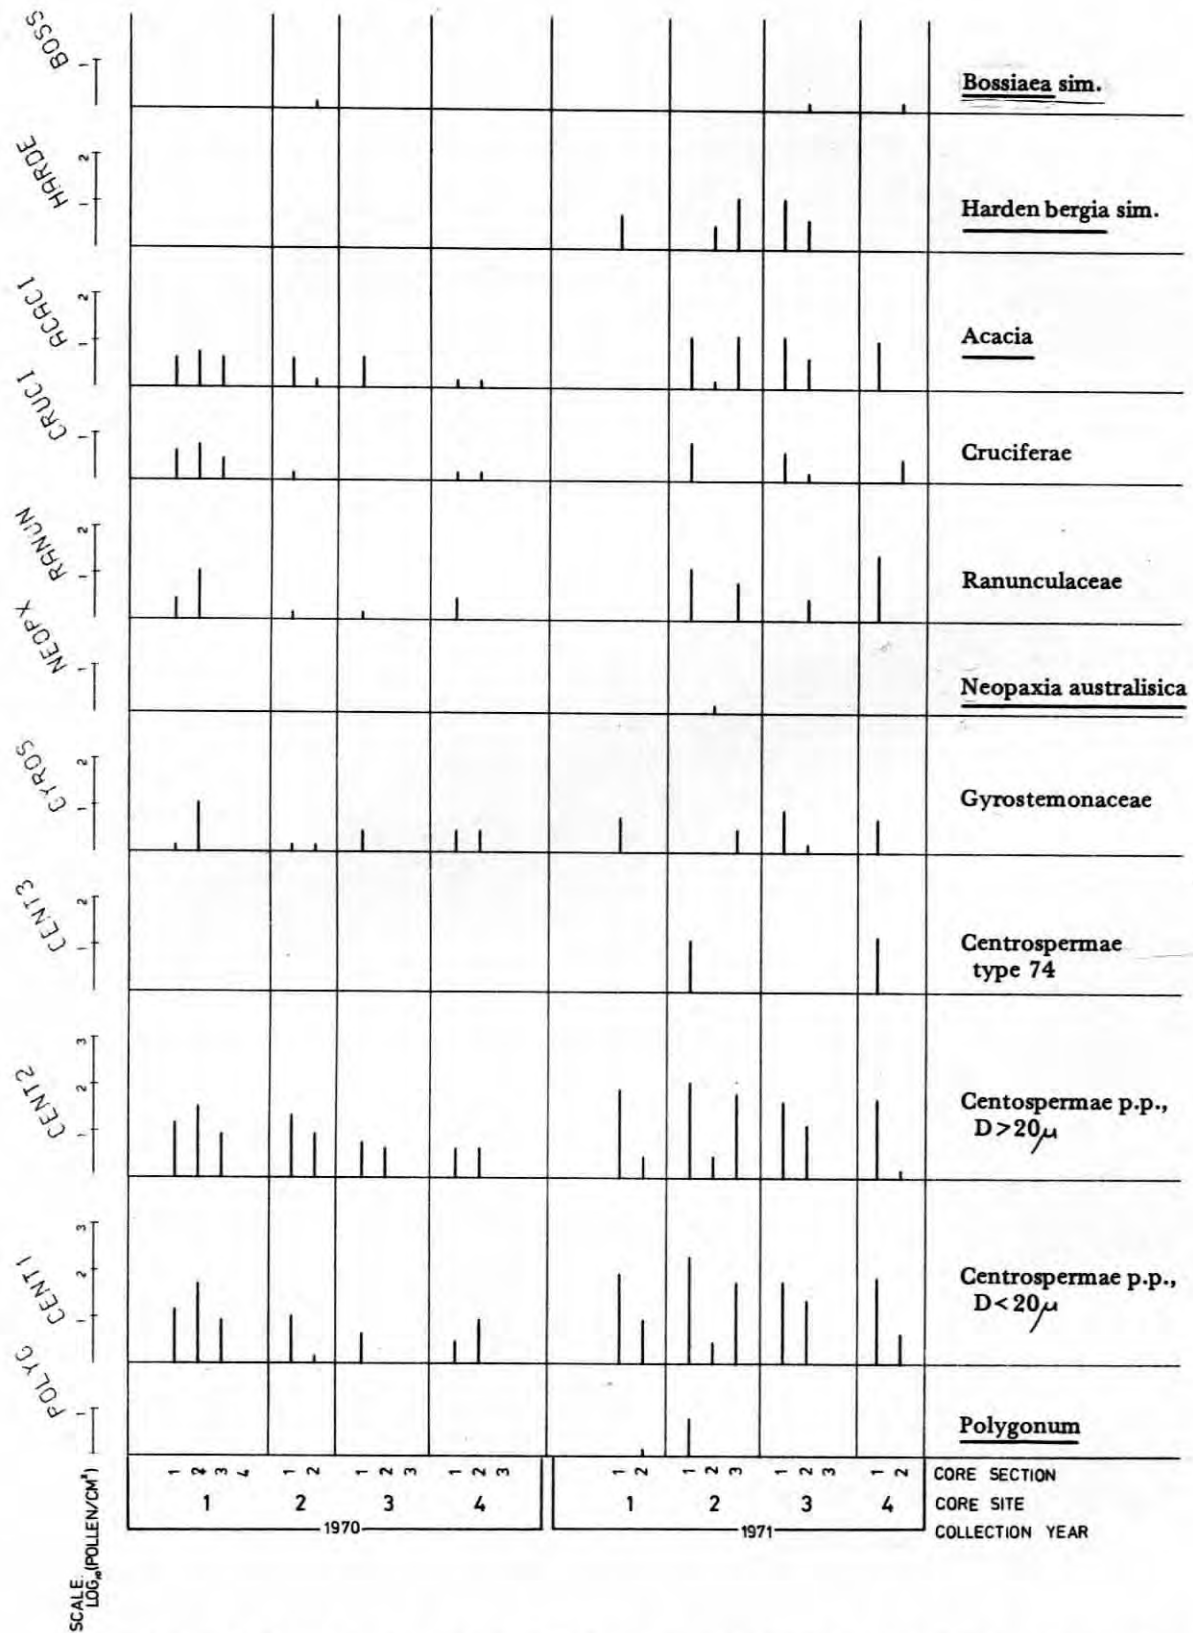 BOSS
1
Bossiaea sim.
HARDE
2
1
Harden bergia sim.
ACACI
2
1
Acacia
CRUCI
1
Cruciferae
RANUN
2
1
Ranunculaceae
NEOPX
1
Neopaxia australisica
GYROS
2
1
Gyrostemonaceae
CENT3
2
1
Centrospermae
type 74
CENT2
3
2
1
Centospermae p.p.,
D>20μ
CENT1
3
2
1
Centrospermae p.p.,
D<20μ
POLYG
1
Polygonum
1 2 3 4 1 2 1 2 3 1 2 3 1 2 1 2 3 1 2 3 1 2 CORE SECTION
1 2 3 4 1 2 3 4 CORE SITE
1970 1971 COLLECTION YEAR
SCALE
LOG₁₀(POLLEN/CM²)